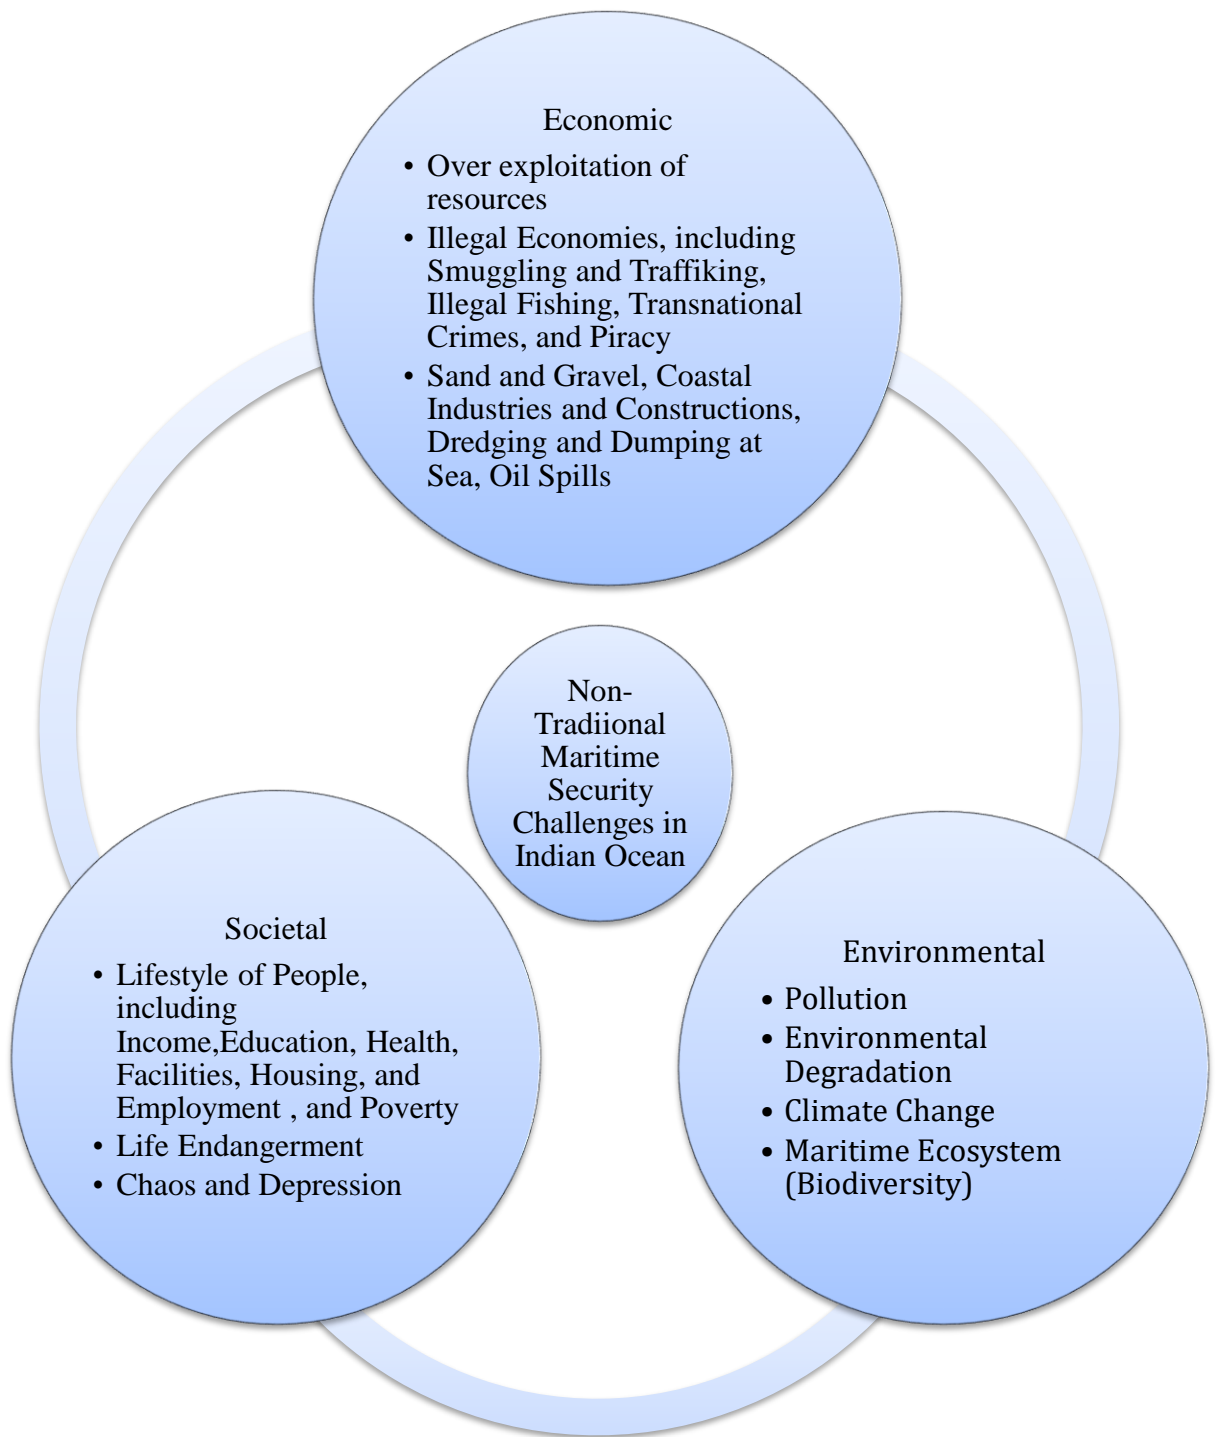 Economic
• Over exploitation of
resources
• Illegal Economies, including
Smuggling and Traffiking,
Illegal Fishing, Transnational
Crimes, and Piracy
• Sand and Gravel, Coastal
Industries and Constructions,
Dredging and Dumping at
Sea, Oil Spills
Non-
Tradiional
Maritime
Security
Challenges in
Indian Ocean
Societal
• Lifestyle of People,
including
Income,Education, Health,
Facilities, Housing, and
Employment , and Poverty
• Life Endangerment
• Chaos and Depression
Environmental
• Pollution
• Environmental
Degradation
• Climate Change
• Maritime Ecosystem
(Biodiversity)